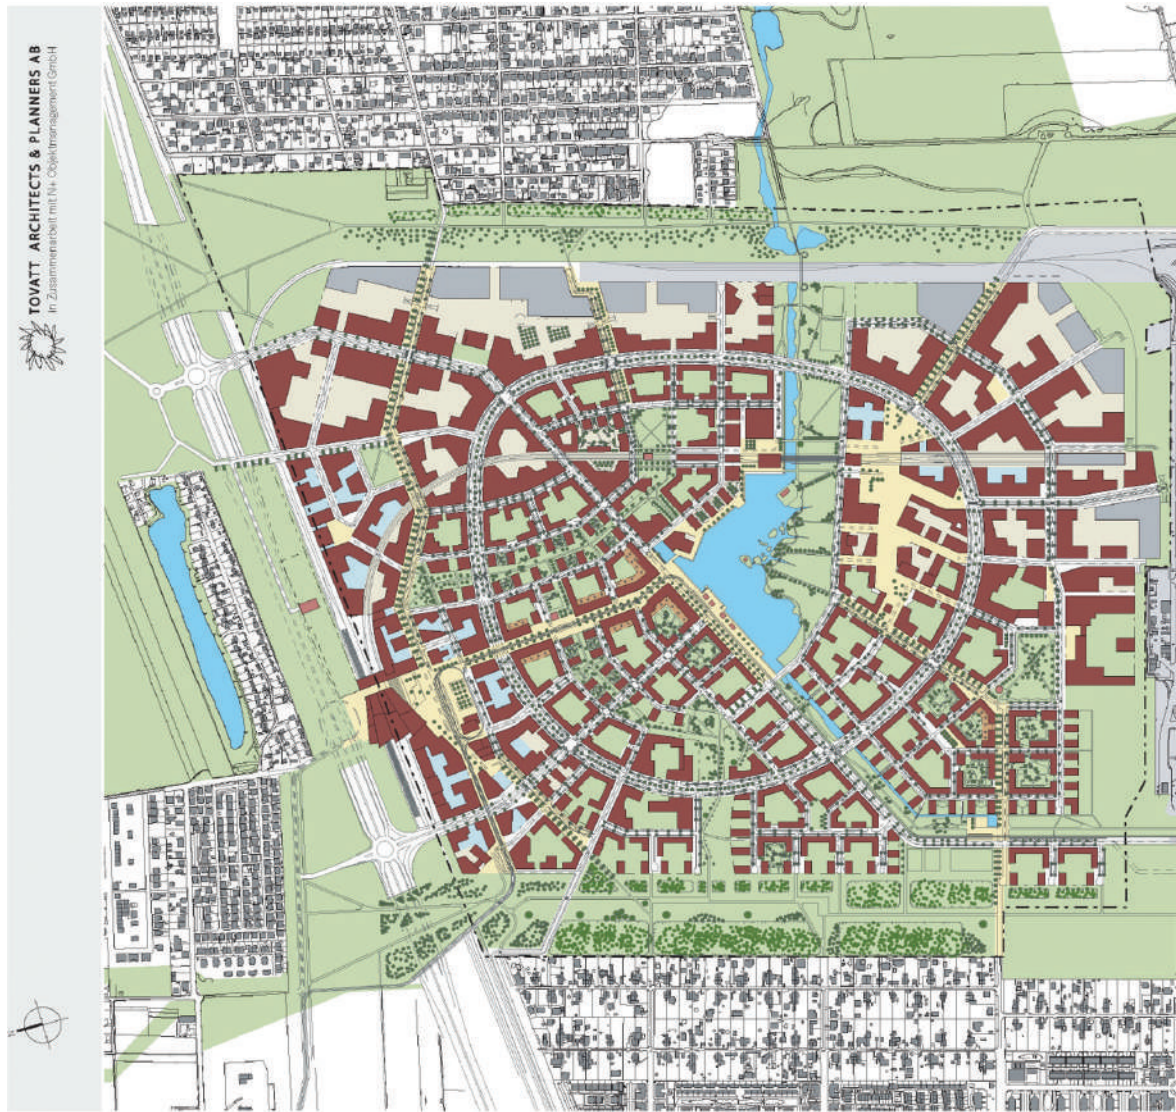 TOVATT ARCHITECTS & PLANNERS AB
in Zusammenarbeit mit N+ Objektmanagement GmbH